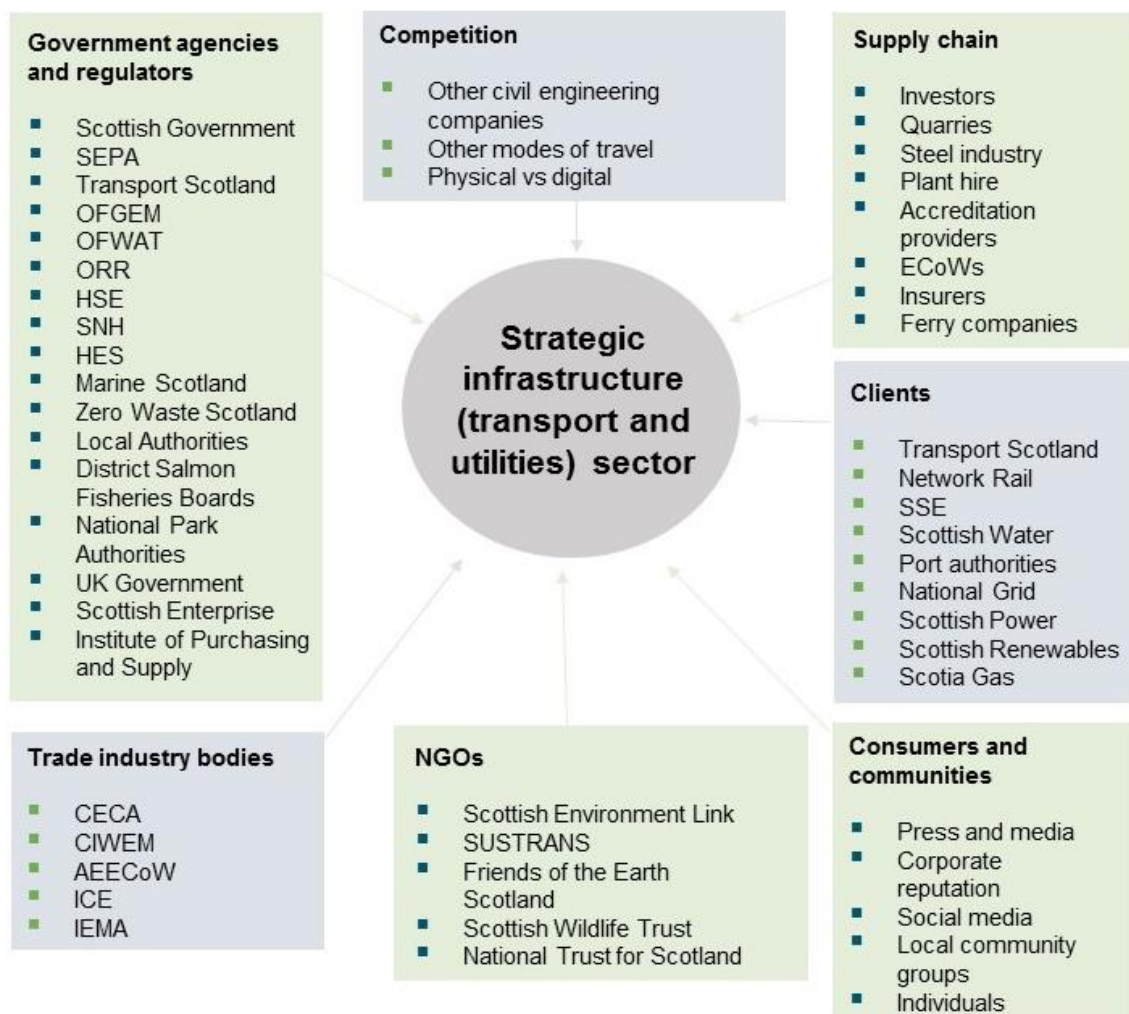 Government agencies
and regulators
Scottish Government
SEPA
Transport Scotland
OFGEM
OFWAT
ORR
HSE
SNH
HES
Marine Scotland
Zero Waste Scotland
Local Authorities
District Salmon
Fisheries Boards
National Park
Authorities
UK Government
Scottish Enterprise
Institute of Purchasing
and Supply
Competition
Other civil engineering
companies
Other modes of travel
Physical vs digital
Supply chain
Investors
Quarries
Steel industry
Plant hire
Accreditation
providers
ECoWs
Insurers
Ferry companies
Strategic
infrastructure
(transport and
utilities) sector
Clients
Transport Scotland
Network Rail
SSE
Scottish Water
Port authorities
National Grid
Scottish Power
Scottish Renewables
Scotia Gas
Trade industry bodies
CECA
CIWEM
AEECoW
ICE
IEMA
NGOs
Scottish Environment Link
SUSTRANS
Friends of the Earth
Scotland
Scottish Wildlife Trust
National Trust for Scotland
Consumers and
communities
Press and media
Corporate
reputation
Social media
Local community
groups
Individuals